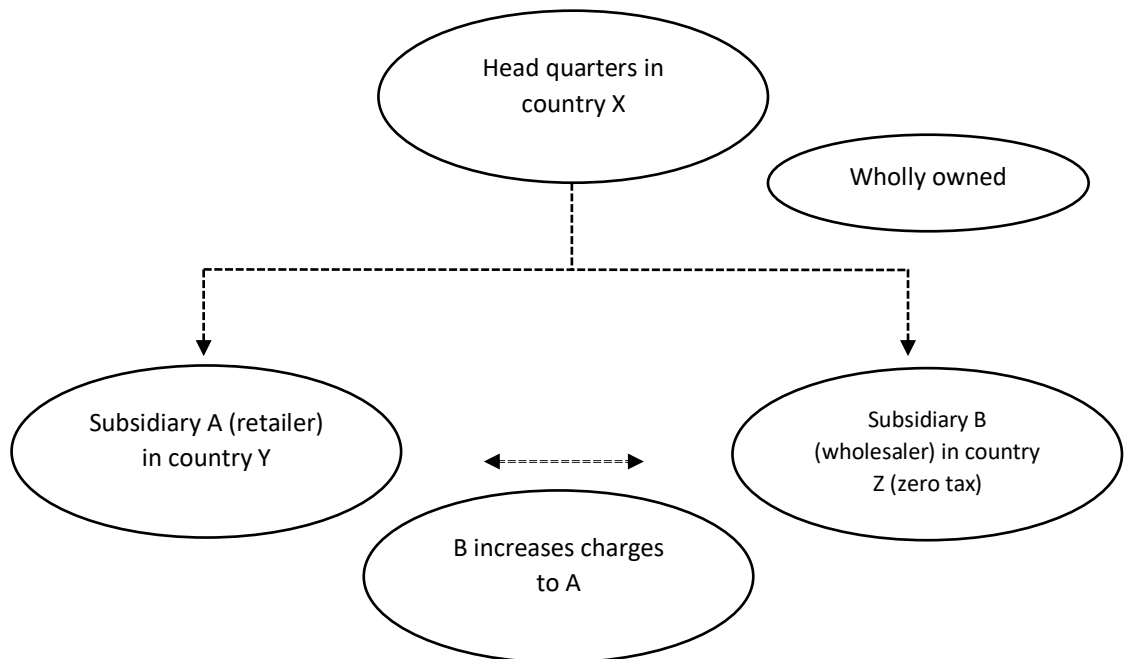 Head quarters in
country X
Wholly owned
Subsidiary A (retailer)
in country Y
Subsidiary B
(wholesaler) in country
Z (zero tax)
B increases charges
to A